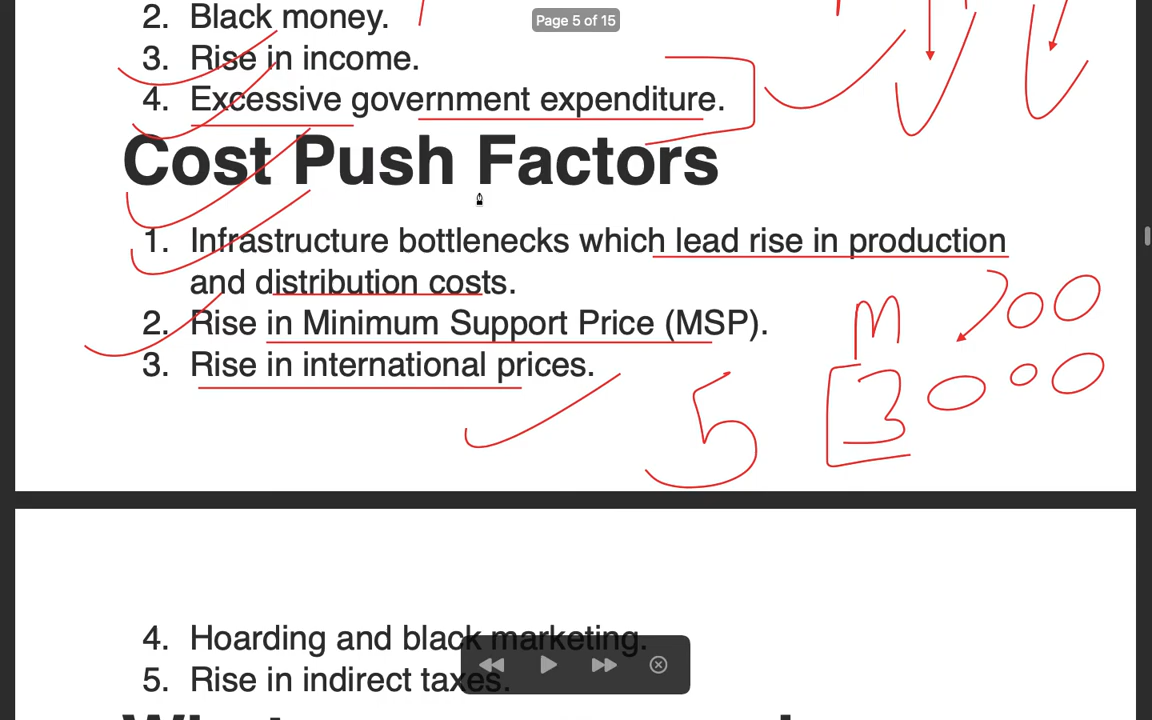 Page 5 of 15
2. Black money.
3. Rise in income.
4. Excessive government expenditure.
Cost Push Factors
1. Infrastructure bottlenecks which lead rise in production
and distribution costs.
2. Rise in Minimum Support Price (MSP).
3. Rise in international prices.
M
5
3000
4. Hoarding and black marketing.
5. Rise in indirect taxes.